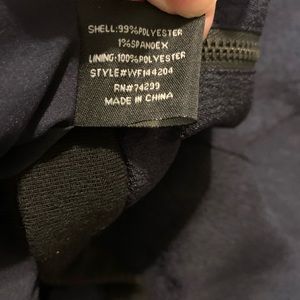 SHELL:99%POLYESTER
1%SPANDEX
LINING:100%POLYESTER
STYLE#WF144204
RN#74299
MADE IN CHINA